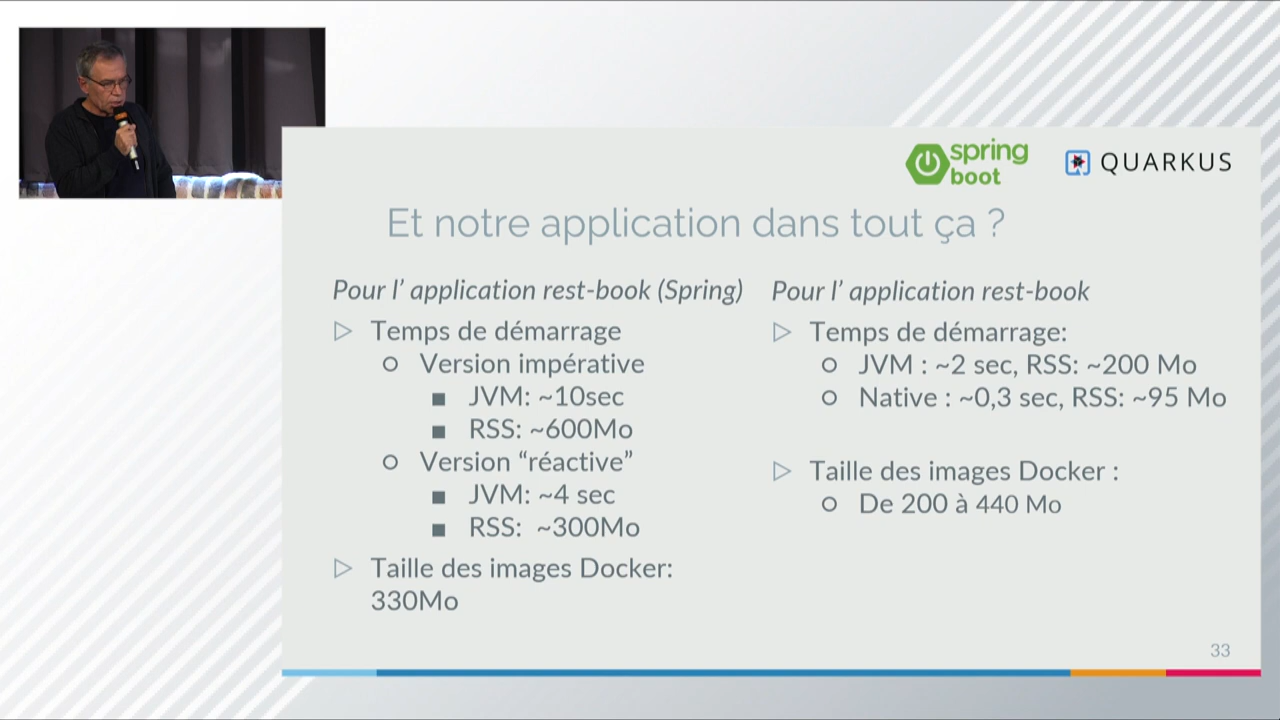 spring
boot
QUARKUS
Et notre application dans tout ça ?
Pour l’ application rest-book (Spring)
▷ Temps de démarrage
○ Version impérative
■ JVM: ~10sec
■ RSS: ~600Mo
○ Version “réactive”
■ JVM: ~4 sec
■ RSS: ~300Mo
▷ Taille des images Docker:
330Mo
Pour l’ application rest-book
▷ Temps de démarrage:
○ JVM : ~2 sec, RSS: ~200 Mo
○ Native : ~0,3 sec, RSS: ~95 Mo
▷ Taille des images Docker :
○ De 200 à 440 Mo
33